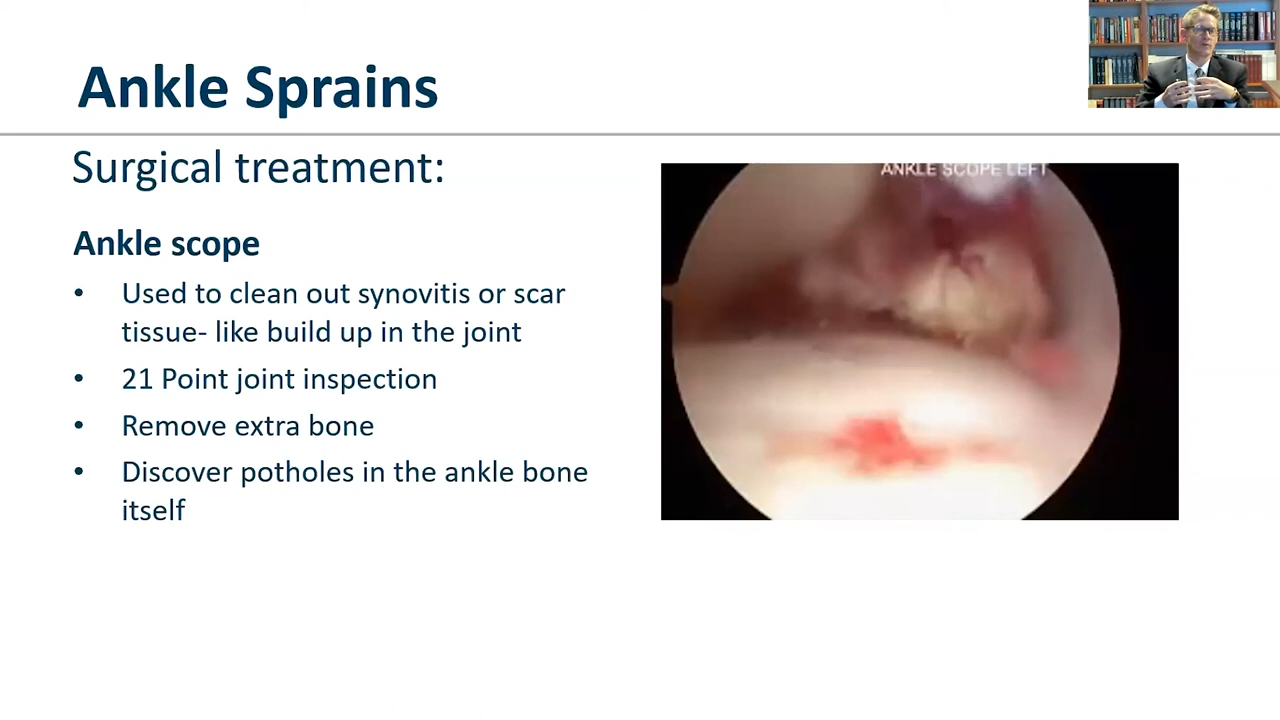 Ankle Sprains
Surgical treatment:
Ankle scope
• Used to clean out synovitis or scar
tissue- like build up in the joint
• 21 Point joint inspection
• Remove extra bone
• Discover potholes in the ankle bone
itself
ANKLE SCOPE LEFT